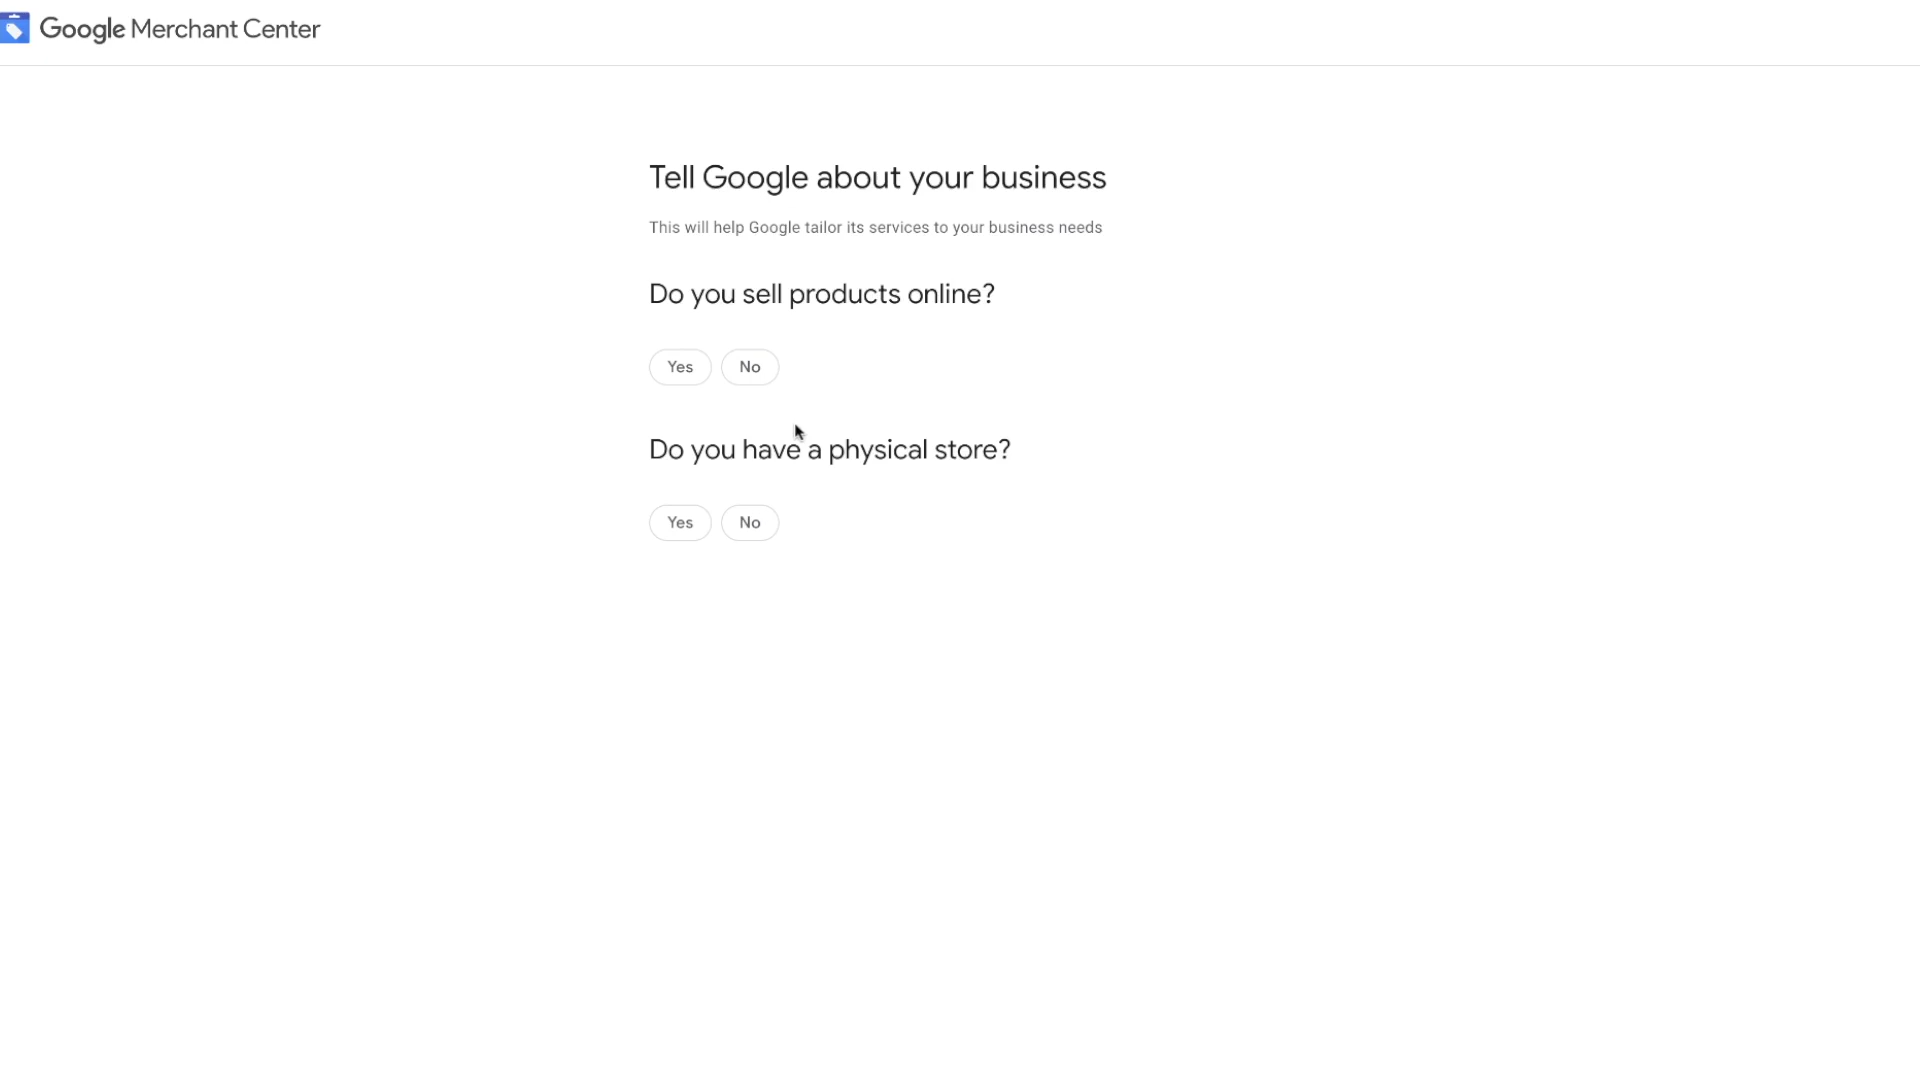 Google Merchant Center
Tell Google about your business
This will help Google tailor its services to your business needs
Do you sell products online?
Yes No
Do you have a physical store?
Yes No